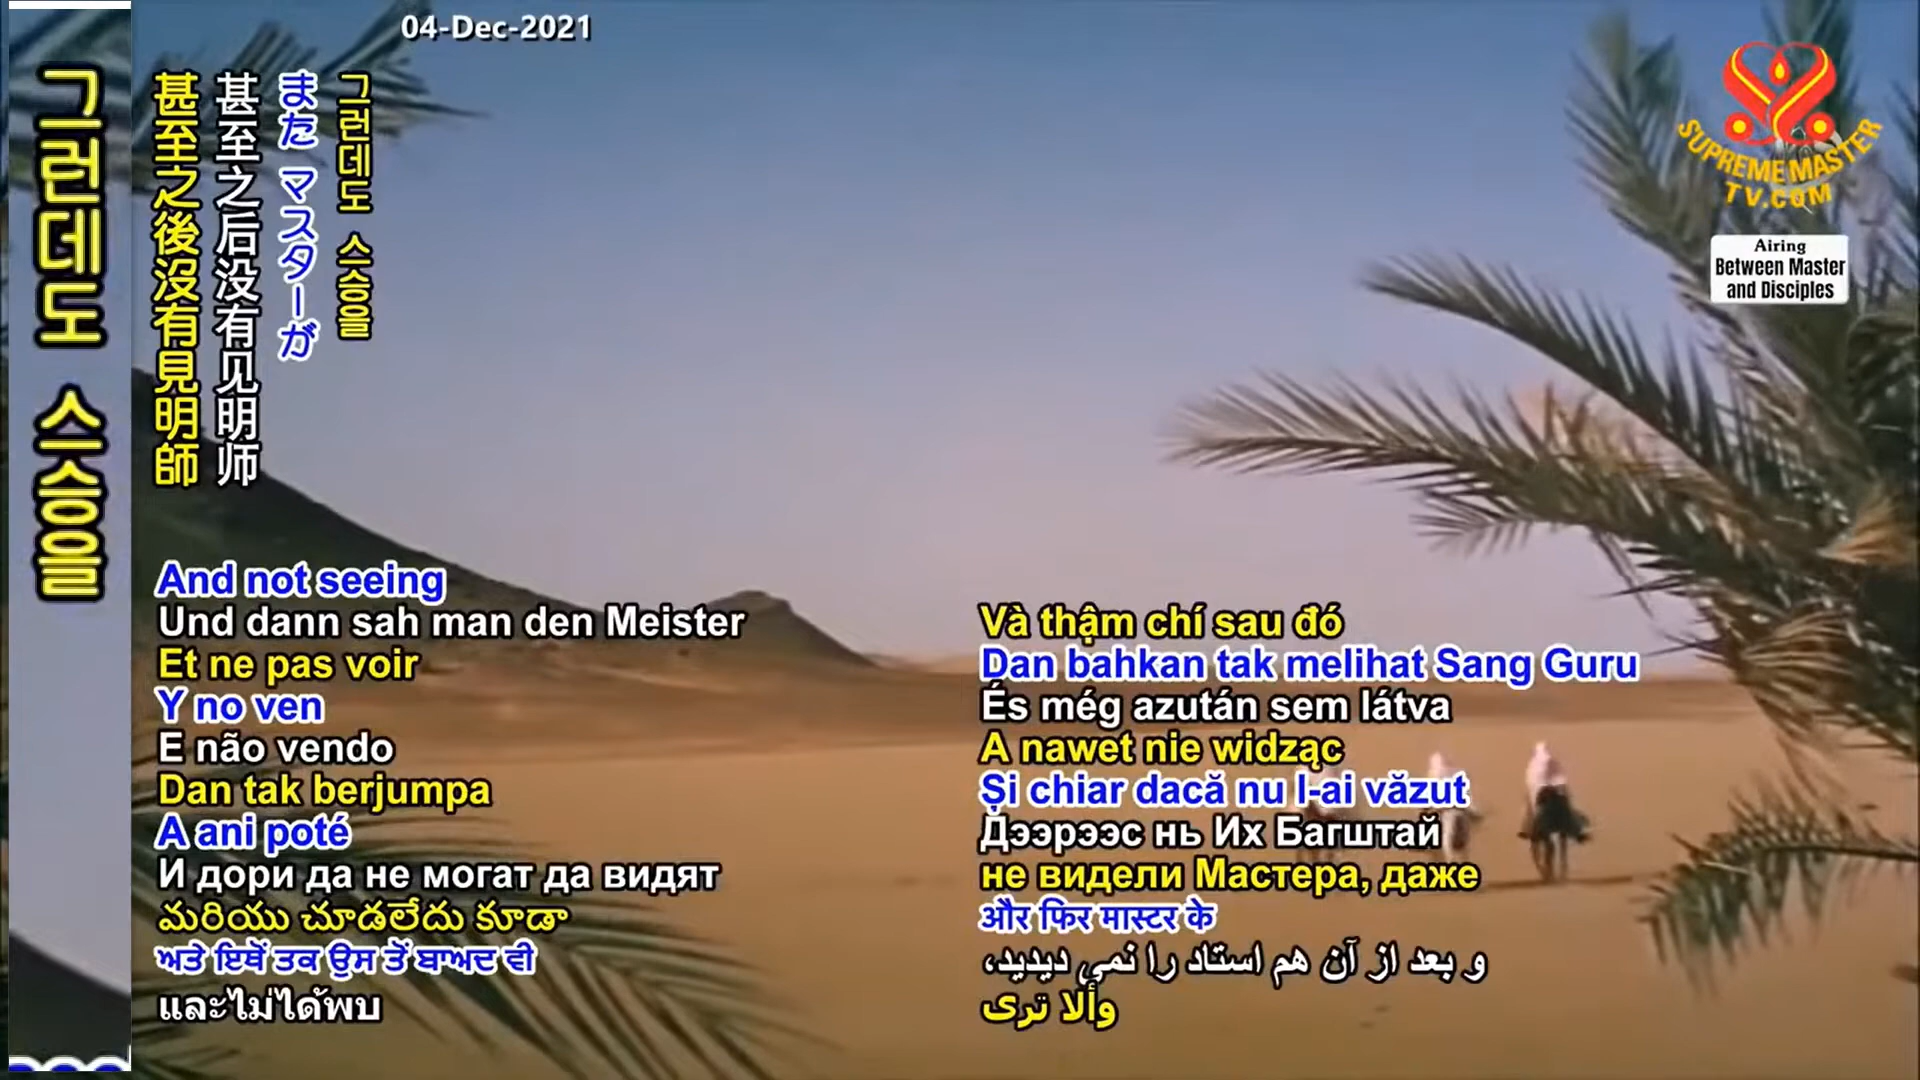 04-Dec-2021
그런데도 스승을
甚至之後沒有見明師
甚至之后没有见明师
また マスターが
그런데도 스승을
SUPREME MASTER
TV.COM
Airing
Between Master
and Disciples
And not seeing
Und dann sah man den Meister
Et ne pas voir
Y no ven
E não vendo
Dan tak berjumpa
A ani poté
И дори да не могат да видят
మరియు చూడలేదు కూడా
ਅਤੇ ਇਥੋਂ ਤਕ ਉਸ ਤੋਂ ਬਾਅਦ ਵੀ
และไม่ได้พบ
Và thậm chí sau đó
Dan bahkan tak melihat Sang Guru
És még azután sem látva
A nawet nie widząc
Și chiar dacă nu l-ai văzut
Дээрээс нь Их Багштай
не видели Мастера, даже
और फिर मास्टर के
و بعد از آن هم استاد را نمی دیدید،
وألا ترى